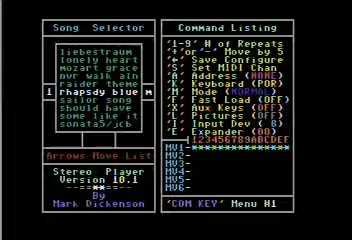 Song Selector
liebestraum
lonely heart
mozart grace
nvr walk aln
raider theme
1 rhapsdy blue m
sailor song
should have
some like it
sonata5/jcb
Arrows Move List
Stereo Player
Version 10.1
--==**==--
By
Mark Dickenson
Command Listing
'1-9' # of Repeats
'+'or'-' Move by 5
'←' Save Configure
'S' Set MIDI Chan
'A' Address (NONE)
'K' Keyboard (POR)
'M' Mode (NORMAL)
'F' Fast Load (OFF)
'X' Aux Keys (OFF)
'L' Pictures (OFF)
'I' Input Dev ( 8)
'E' Expander (00)
0123456789ABCDEF
MV1-****************
MV2-
MV3-
MV4-
MV5-
MV6-
'COM KEY' Menu #1